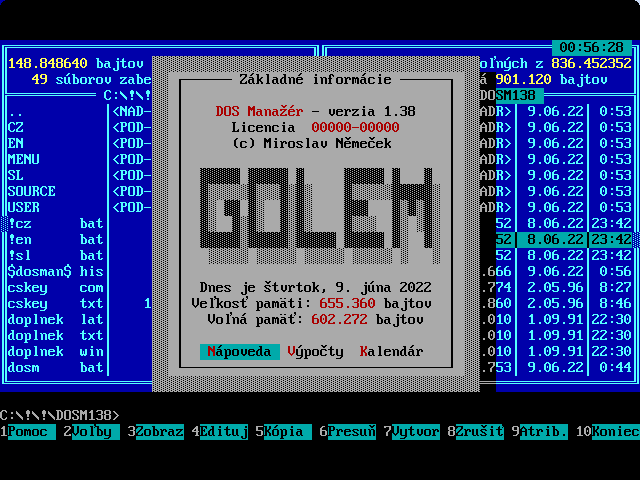 00:56:28
148.848640 bajtov
oľných z 836.452352
49 súborov zabe
á 901.120 bajtov
Základné informácie
C:\!\!
DOSM138
DOS Manažér - verzia 1.38
Licencia 00000-00000
(c) Miroslav Němeček
GOLEM
Dnes je štvrtok, 9. júna 2022
Veľkosť pamäti: 655.360 bajtov
Voľná pamäť: 602.272 bajtov
Nápoveda Výpočty Kalendár
.. <NAD-
CZ <POD-
EN <POD-
MENU <POD-
SL <POD-
SOURCE <POD-
USER <POD-
!cz bat
!en bat
!sl bat
$dosman$ his
cskey com
cskey txt 1
doplnek lat
doplnek txt
doplnek win
dosm bat
ADR> 9.06.22 0:53
ADR> 9.06.22 0:53
ADR> 9.06.22 0:53
ADR> 9.06.22 0:53
ADR> 9.06.22 0:53
ADR> 9.06.22 0:53
ADR> 9.06.22 0:53
52 8.06.22 23:42
52 8.06.22 23:42
52 8.06.22 23:42
.666 9.06.22 0:56
.774 2.05.96 8:27
.860 2.05.96 8:46
.010 1.09.91 22:30
.010 1.09.91 22:30
.010 1.09.91 22:30
.753 9.06.22 0:44
C:\!\!\DOSM138>
1Pomoc 2Voľby 3Zobraz 4Edituj 5Kópia 6Presuň 7Vytvor 8Zrušit 9Atrib. 10Koniec